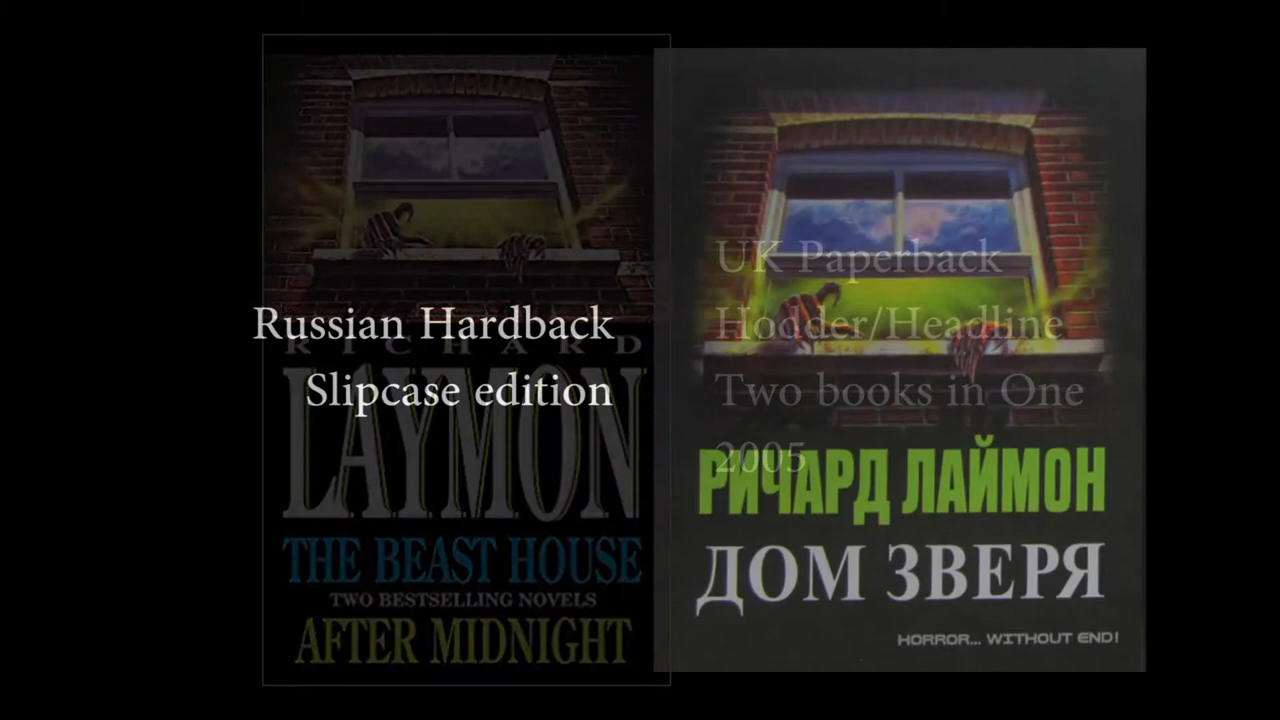 Russian Hardback
Slipcase edition
RICHARD
LAYMON
THE BEAST HOUSE
TWO BESTSELLING NOVELS
AFTER MIDNIGHT
UK Paperback
Hodder/Headline
Two books in One
2005
РИЧАРД ЛАЙМОН
ДОМ ЗВЕРЯ
HORROR... WITHOUT END!